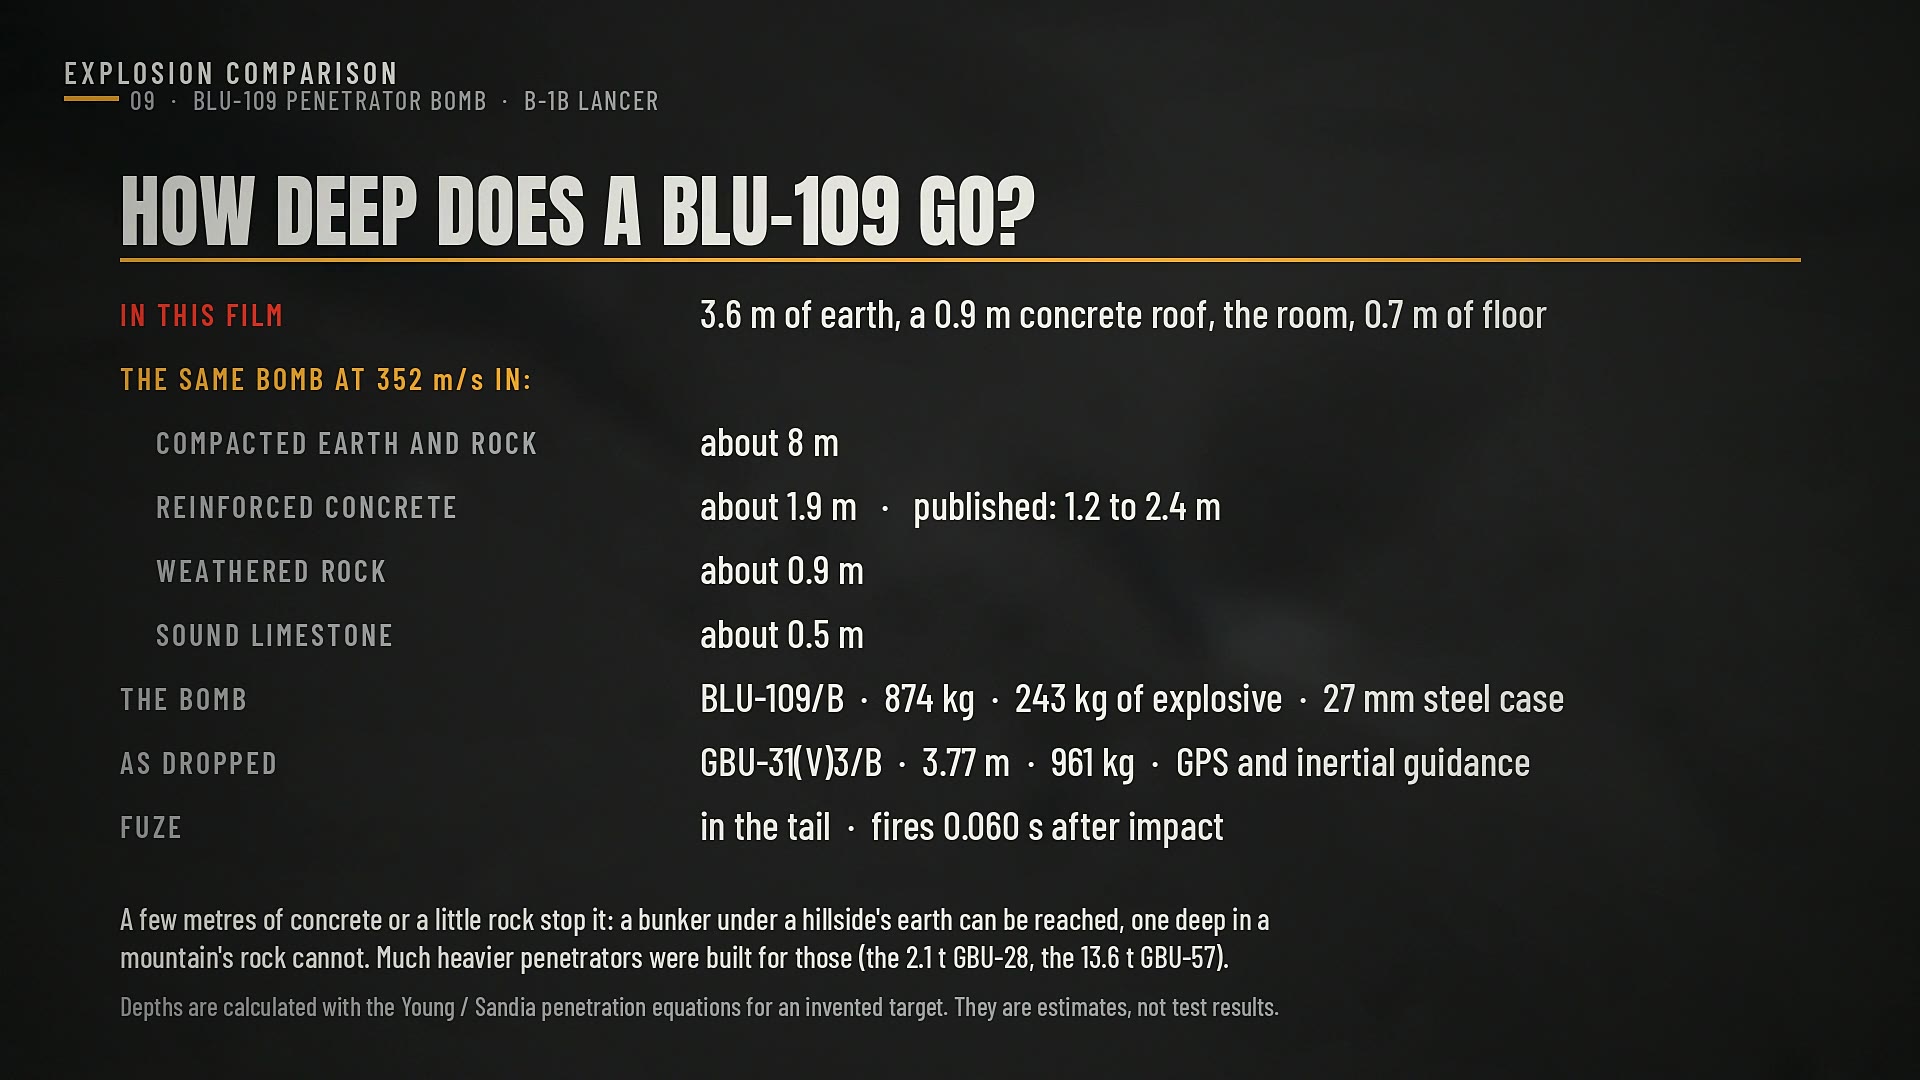 EXPLOSION COMPARISON
09 · BLU-109 PENETRATOR BOMB · B-1B LANCER
HOW DEEP DOES A BLU-109 GO?
IN THIS FILM 3.6 m of earth, a 0.9 m concrete roof, the room, 0.7 m of floor
THE SAME BOMB AT 352 m/s IN:
COMPACTED EARTH AND ROCK about 8 m
REINFORCED CONCRETE about 1.9 m · published: 1.2 to 2.4 m
WEATHERED ROCK about 0.9 m
SOUND LIMESTONE about 0.5 m
THE BOMB BLU-109/B · 874 kg · 243 kg of explosive · 27 mm steel case
AS DROPPED GBU-31(V)3/B · 3.77 m · 961 kg · GPS and inertial guidance
FUZE in the tail · fires 0.060 s after impact
A few metres of concrete or a little rock stop it: a bunker under a hillside's earth can be reached, one deep in a
mountain's rock cannot. Much heavier penetrators were built for those (the 2.1 t GBU-28, the 13.6 t GBU-57).
Depths are calculated with the Young / Sandia penetration equations for an invented target. They are estimates, not test results.